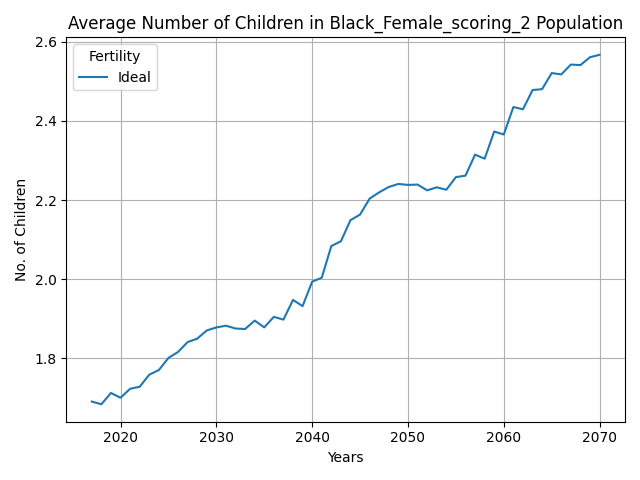 Average Number of Children in Black_Female_scoring_2 Population
Fertility
Ideal
No. of Children
2.6
2.4
2.2
2.0
1.8
2020 2030 2040 2050 2060 2070
Years